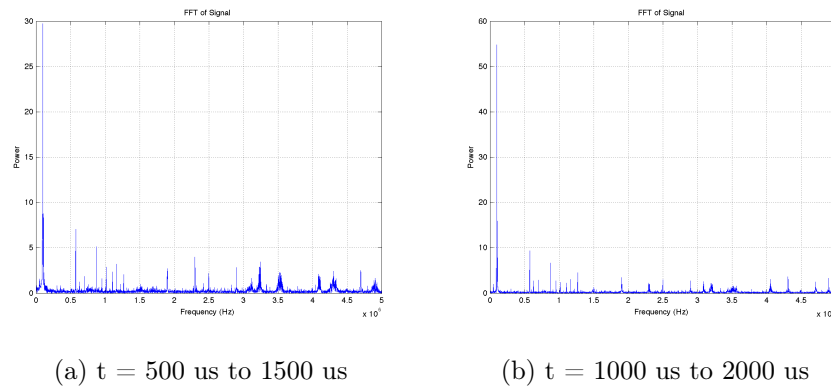 FFT of Signal
30
25
20
15
10
5
0
Power
0 0.5 1 1.5 2 2.5 3 3.5 4 4.5 5
Frequency (Hz)
x 10
FFT of Signal
60
50
40
30
20
10
0
Power
0 0.5 1 1.5 2 2.5 3 3.5 4 4.5
Frequency (Hz)
x 10
(a) t = 500 us to 1500 us
(b) t = 1000 us to 2000 us